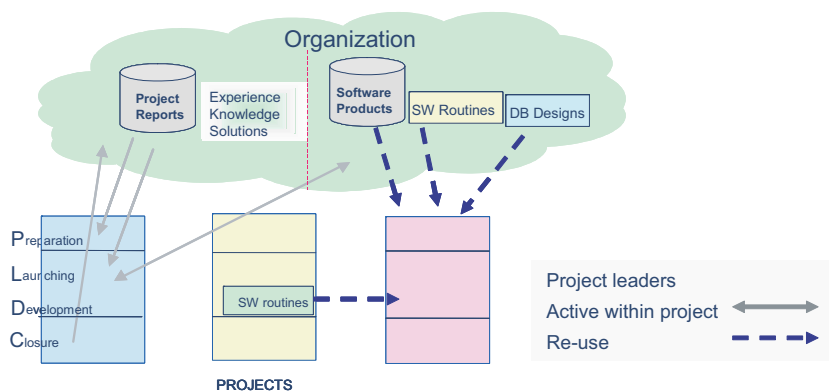 Organization
Project
Reports
Experience
Knowledge
Solutions
Software
Products
SW Routines
DB Designs
Preparation
Launching
Development
Closure
SW routines
PROJECTS
Project leaders
Active within project
Re-use